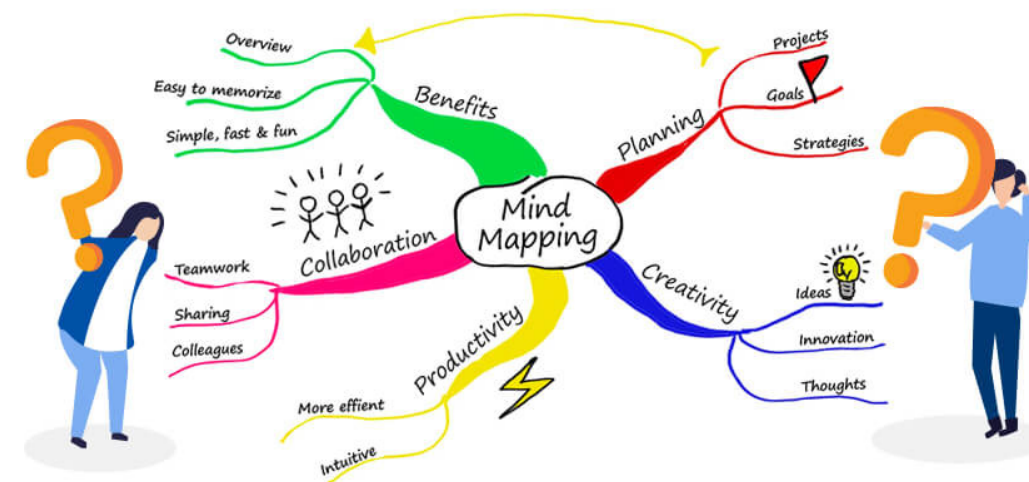 Mind
Mapping
Benefits
Overview
Easy to memorize
Simple, fast & fun
Planning
Projects
Goals
Strategies
Collaboration
Teamwork
Sharing
Colleagues
Creativity
Ideas
Innovation
Thoughts
Productivity
More effient
Intuitive